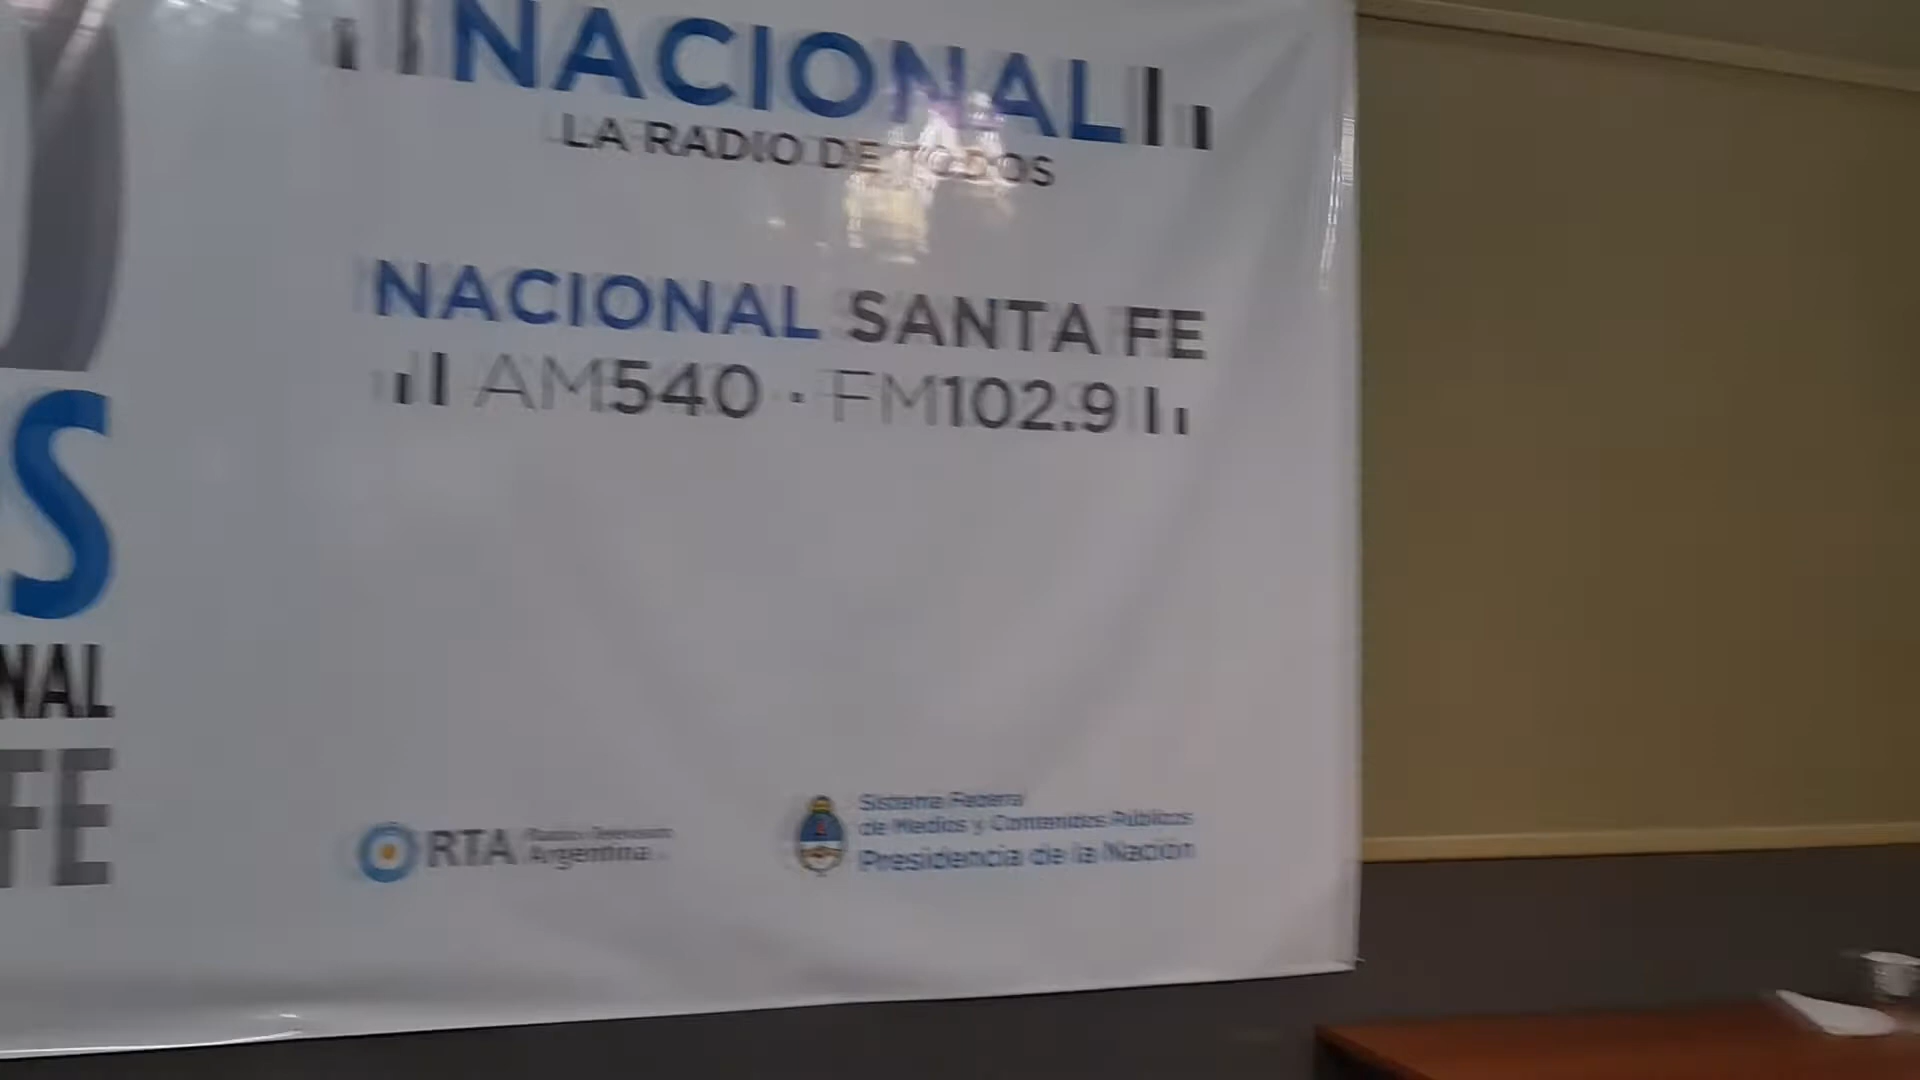 NACIONAL
LA RADIO DE TODOS
NACIONAL SANTA FE
AM540 · FM102.9
S
NAL
FE
RTA Radio Televisión
Argentina
Sistema Federal
de Medios y Contenidos Públicos
Presidencia de la Nación